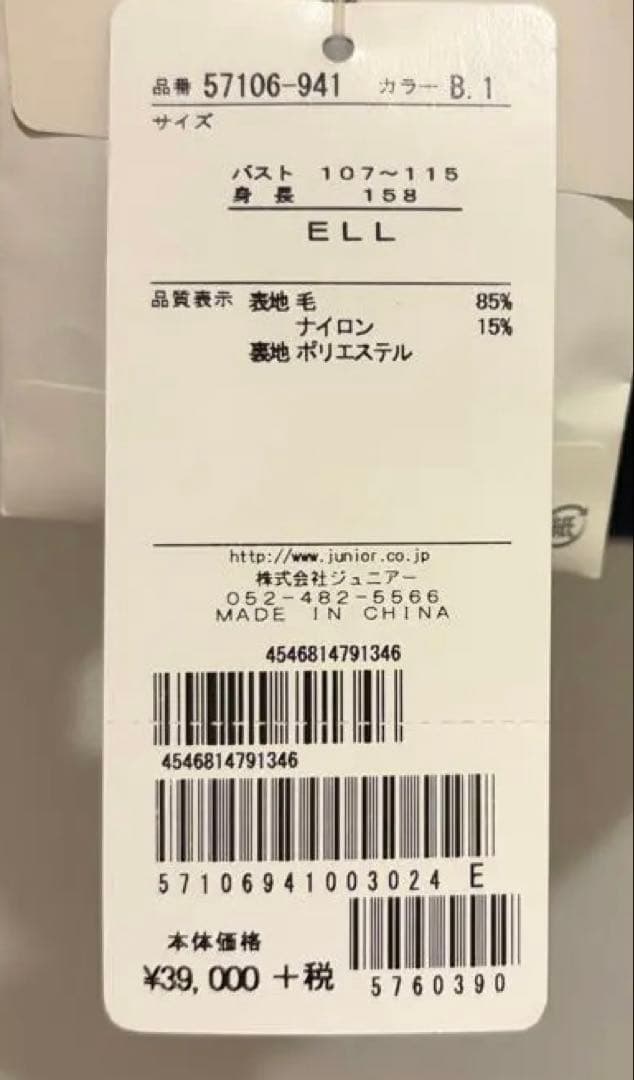 品番 57106-941 カラー B.1
サイズ
バスト 107〜115
身長 158
ELL
品質表示 表地 毛 85%
ナイロン 15%
裏地 ポリエステル
http://www.junior.co.jp
株式会社ジュニアー
052-482-5566
MADE IN CHINA
4546814791346
4546814791346
57106941003024 E
本体価格
¥39,000 +税
5760390
紙